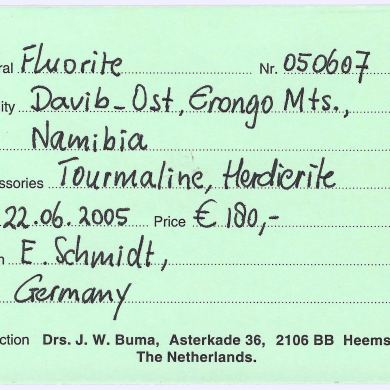 ral Fluorite Nr. 050607
ity Davib-Ost, Erongo Mts.,
Namibia
ssories Tourmaline, Herdierite
22.06.2005 Price € 180,-
n E. Schmidt,
Germany
ction Drs. J. W. Buma, Asterkade 36, 2106 BB Heems
The Netherlands.